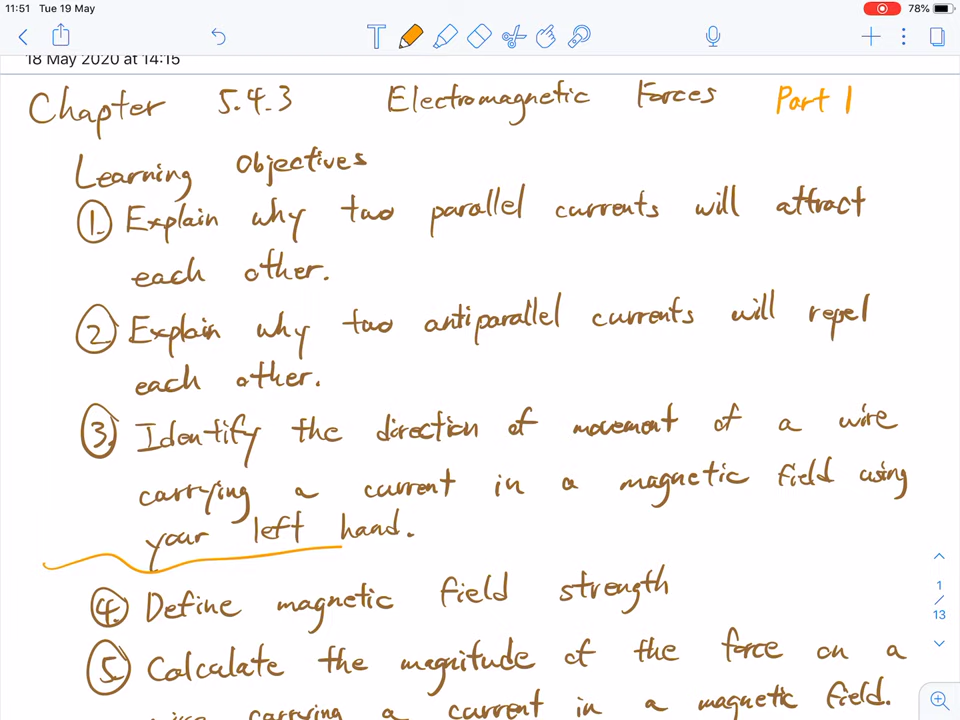 11:51 Tue 19 May
78%
18 May 2020 at 14:15
Chapter 5.4.3 Electromagnetic Forces Part 1
Learning Objectives
1. Explain why two parallel currents will attract
each other.
2. Explain why two antiparallel currents will repel
each other.
3. Identify the direction of movement of a wire
carrying a current in a magnetic field using
your left hand.
4. Define magnetic field strength
5. Calculate the magnitude of the force on a
wire carrying a current in a magnetic field.
1
/
13